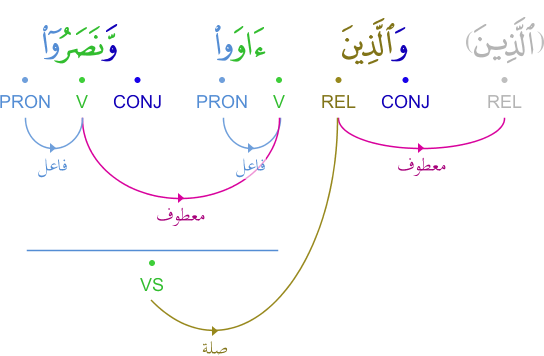 (ٱلَّذِينَ) وَٱلَّذِينَ ءَاوَوا۟ وَّنَصَرُوٓا۟
PRON V CONJ PRON V REL CONJ REL
فاعل فاعل معطوف
معطوف
VS
صلة